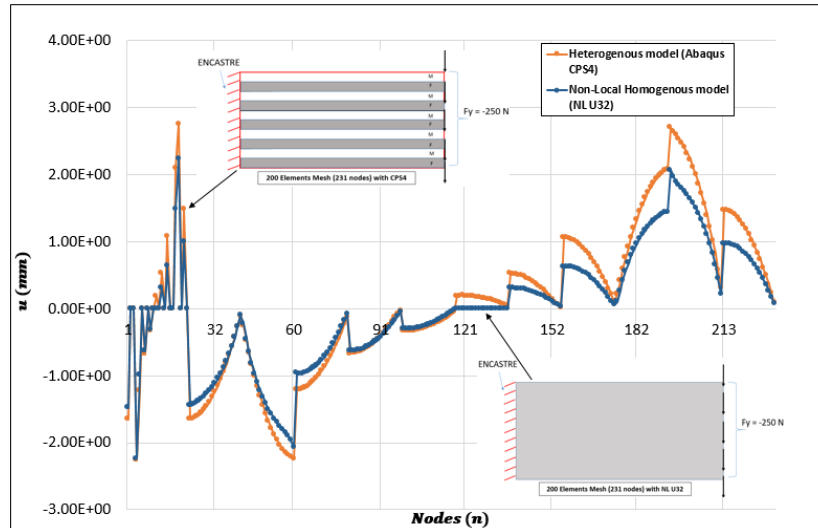 4.00E+00
3.00E+00
2.00E+00
1.00E+00
0.00E+00
-1.00E+00
-2.00E+00
-3.00E+00
u (mm)
1 32 60 91 121 152 182 213
Nodes (n)
Heterogenous model (Abaqus
CPS4)
Non-Local Homogenous model
(NL U32)
ENCASTRE
M
F
M
F
M
F
M
F
M
F
Fy = -250 N
200 Elements Mesh (231 nodes) with CPS4
ENCASTRE
Fy = -250 N
200 Elements Mesh (231 nodes) with NL U32